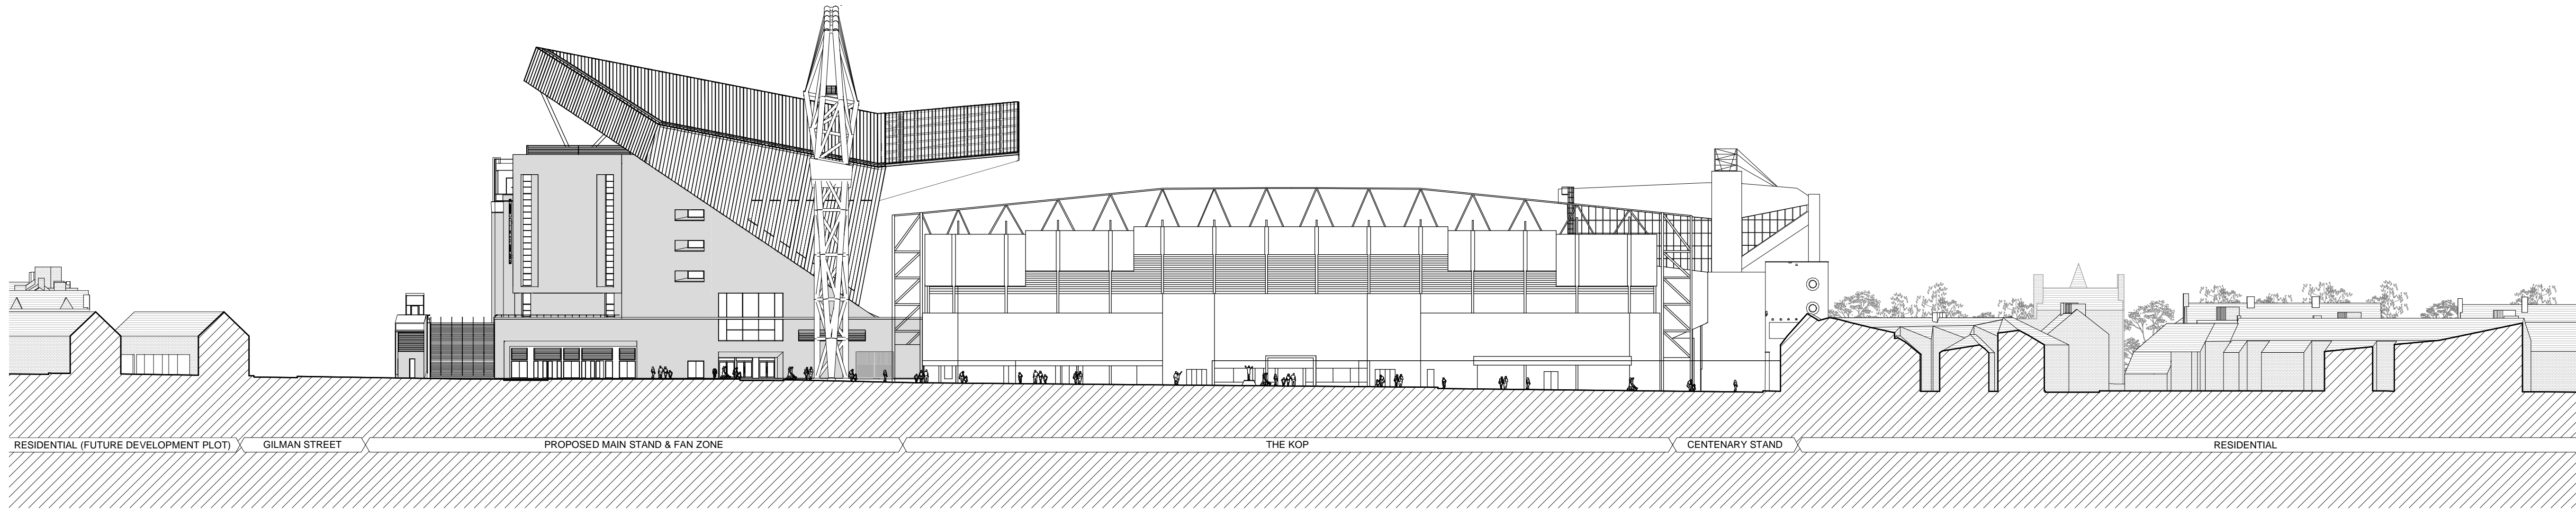 RESIDENTIAL (FUTURE DEVELOPMENT PLOT)
GILMAN STREET
PROPOSED MAIN STAND & FAN ZONE
THE KOP
CENTENARY STAND
RESIDENTIAL